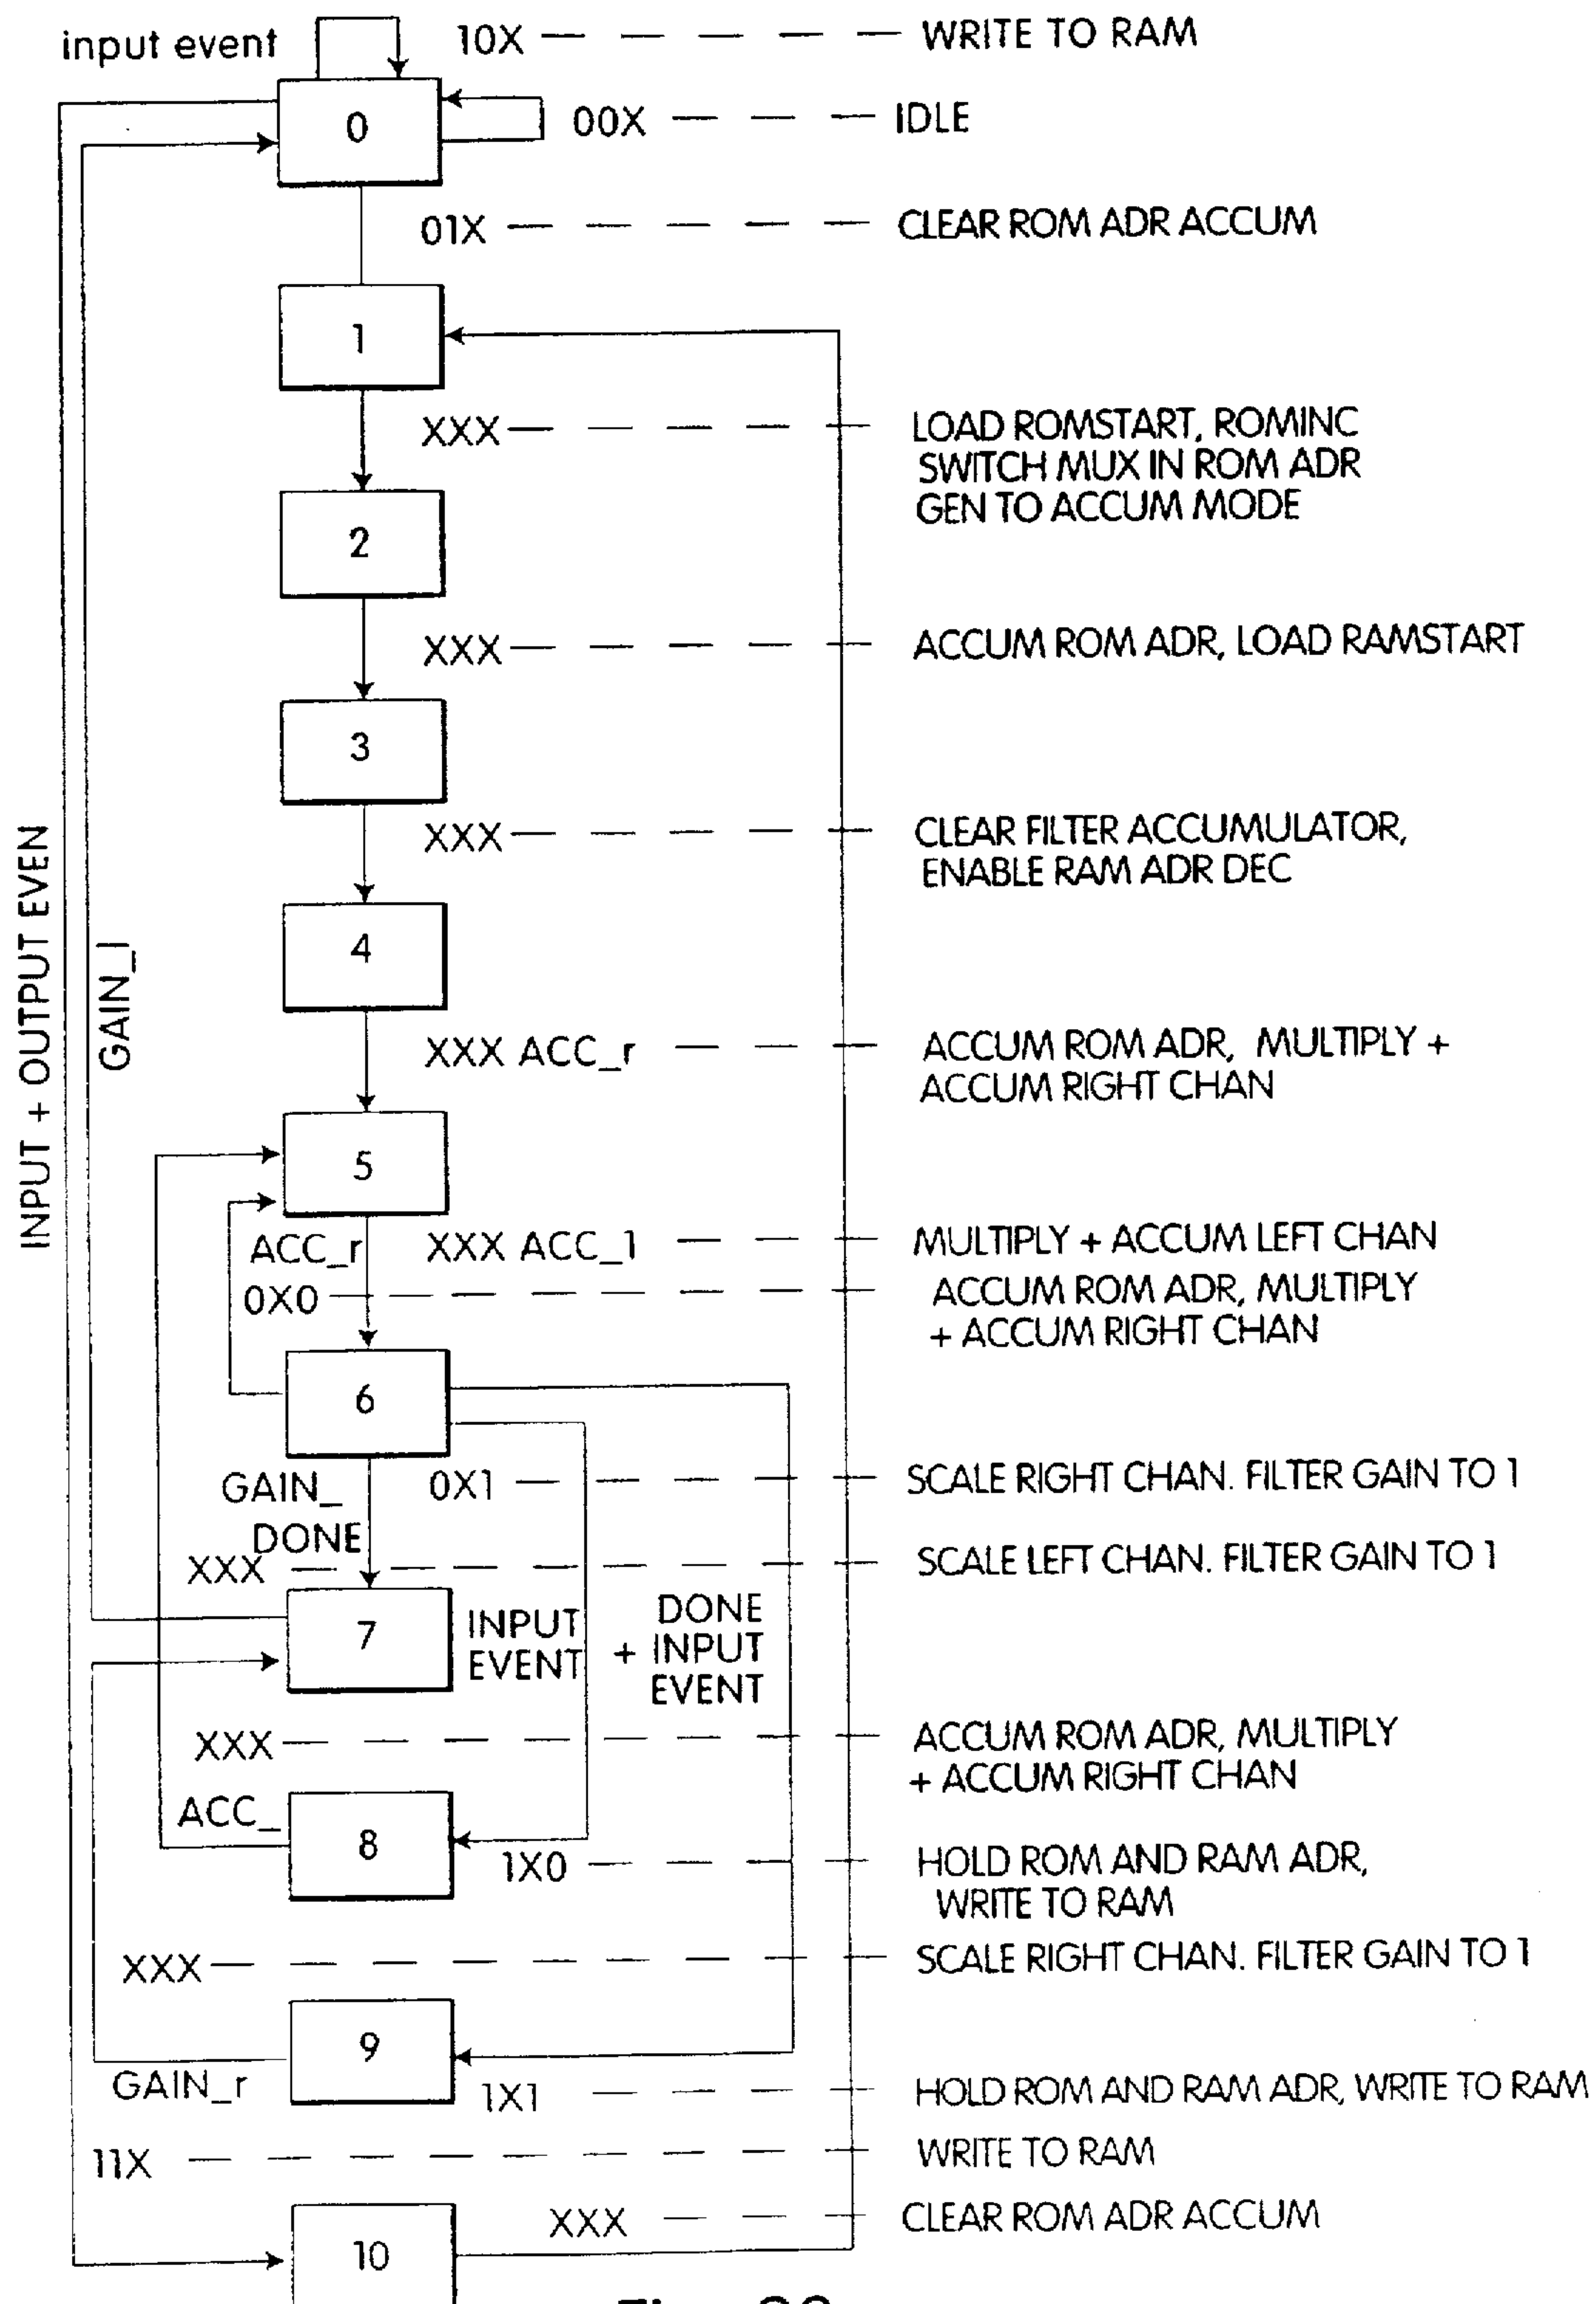 input event 10X WRITE TO RAM
0 00X IDLE
01X CLEAR ROM ADR ACCUM
1
XXX LOAD ROMSTART, ROMINC
SWITCH MUX IN ROM ADR
GEN TO ACCUM MODE
2
XXX ACCUM ROM ADR, LOAD RAMSTART
3
XXX CLEAR FILTER ACCUMULATOR,
ENABLE RAM ADR DEC
INPUT + OUTPUT EVEN
GAIN_l
4
XXX ACC_r ACCUM ROM ADR, MULTIPLY +
ACCUM RIGHT CHAN
5
ACC_r XXX ACC_1 MULTIPLY + ACCUM LEFT CHAN
0X0 ACCUM ROM ADR, MULTIPLY
+ ACCUM RIGHT CHAN
6
GAIN_ 0X1 SCALE RIGHT CHAN. FILTER GAIN TO 1
DONE
XXX SCALE LEFT CHAN. FILTER GAIN TO 1
7
INPUT
EVENT
DONE
+ INPUT
EVENT
XXX ACCUM ROM ADR, MULTIPLY
+ ACCUM RIGHT CHAN
ACC_
8
1X0 HOLD ROM AND RAM ADR,
WRITE TO RAM
XXX SCALE RIGHT CHAN. FILTER GAIN TO 1
9
GAIN_r 1X1 HOLD ROM AND RAM ADR, WRITE TO RAM
11X WRITE TO RAM
XXX CLEAR ROM ADR ACCUM
10